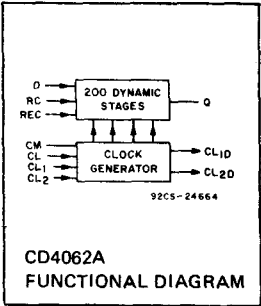 D
RC
REC
200 DYNAMIC
STAGES
Q
CM
CL
CL1
CL2
CLOCK
GENERATOR
CL1D
CL2D
92CS-24664
CD4062A
FUNCTIONAL DIAGRAM